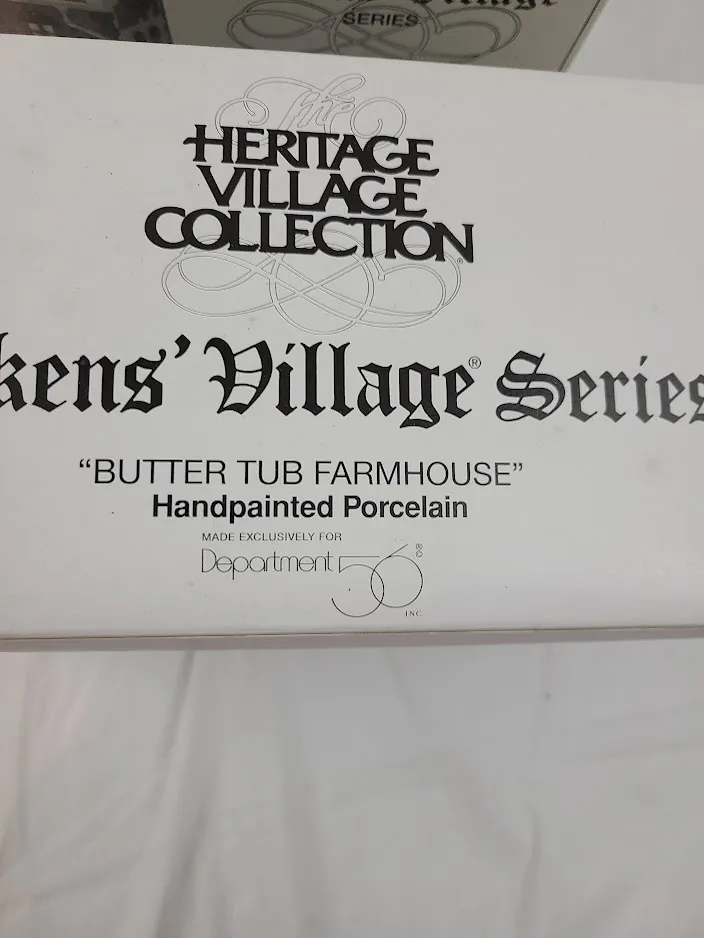 Village
SERIES
The
HERITAGE
VILLAGE
COLLECTION®
kens' Village® Series
“BUTTER TUB FARMHOUSE”
Handpainted Porcelain
MADE EXCLUSIVELY FOR
Department 56 ©®
INC